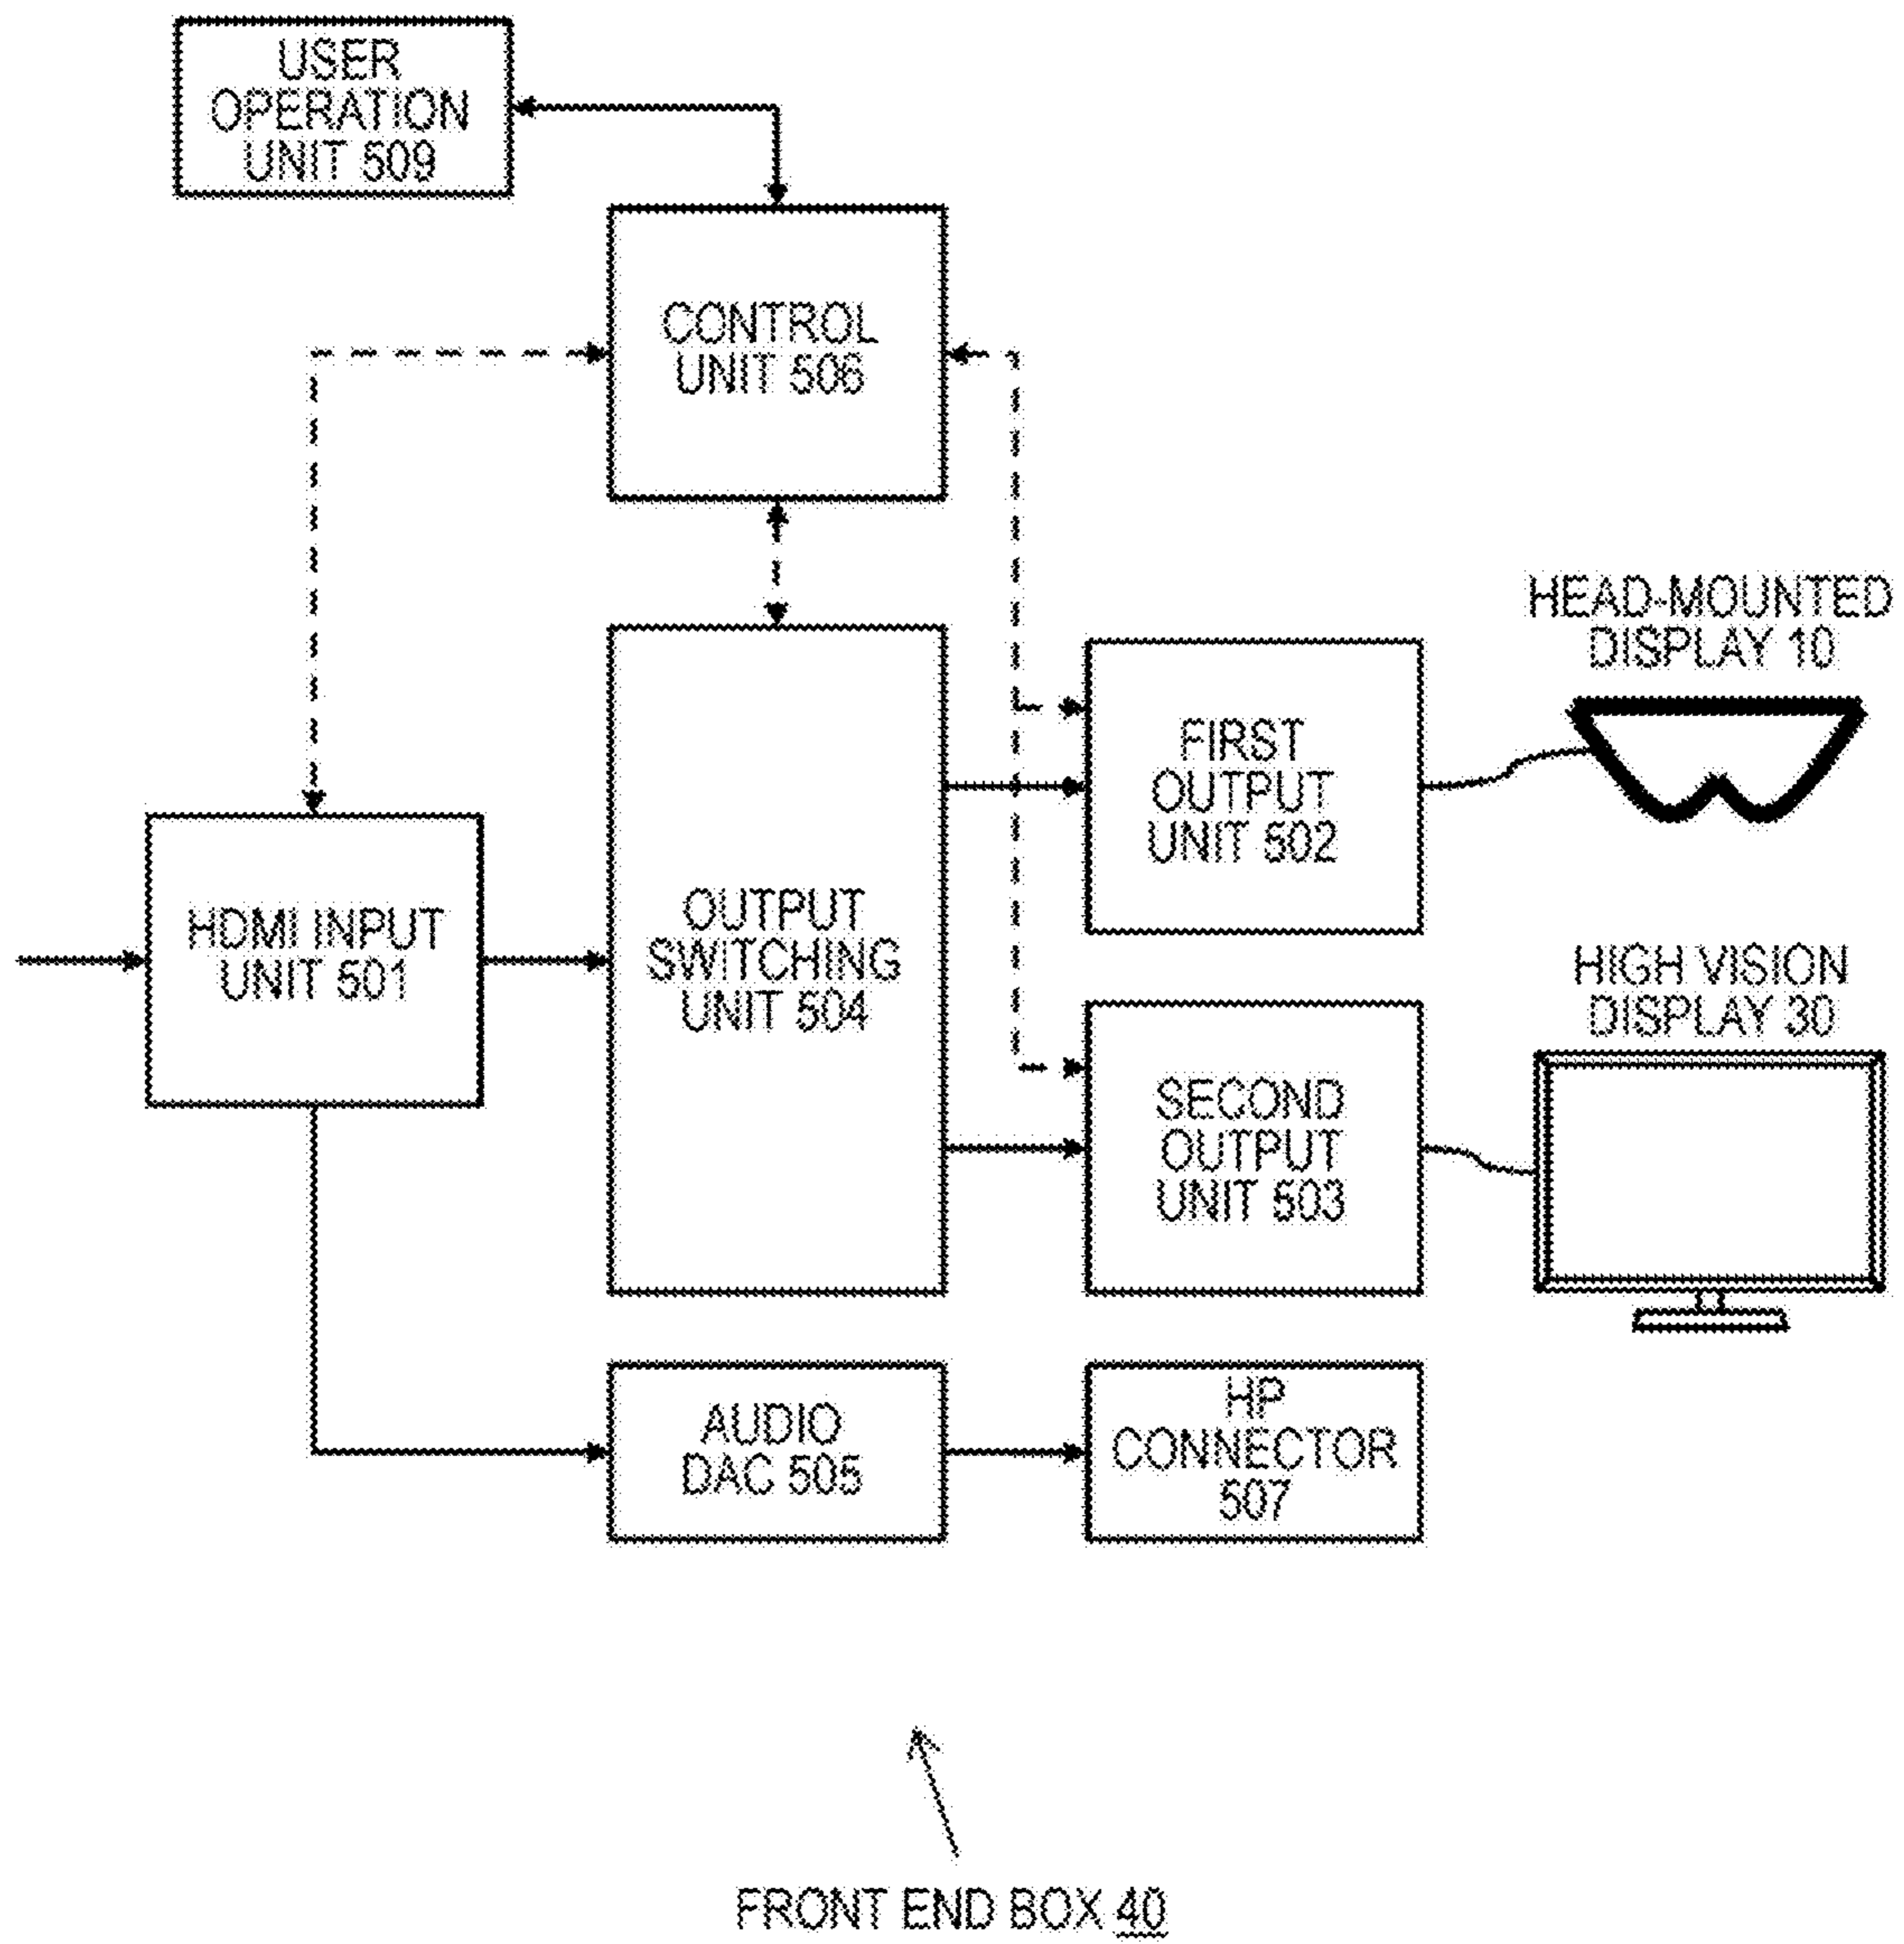 USER
OPERATION
UNIT 509
CONTROL
UNIT 506
HEAD-MOUNTED
DISPLAY 10
FIRST
OUTPUT
UNIT 502
HDMI INPUT
UNIT 501
OUTPUT
SWITCHING
UNIT 504
HIGH VISION
DISPLAY 30
SECOND
OUTPUT
UNIT 503
AUDIO
DAC 505
HP
CONNECTOR
507
FRONT END BOX 40